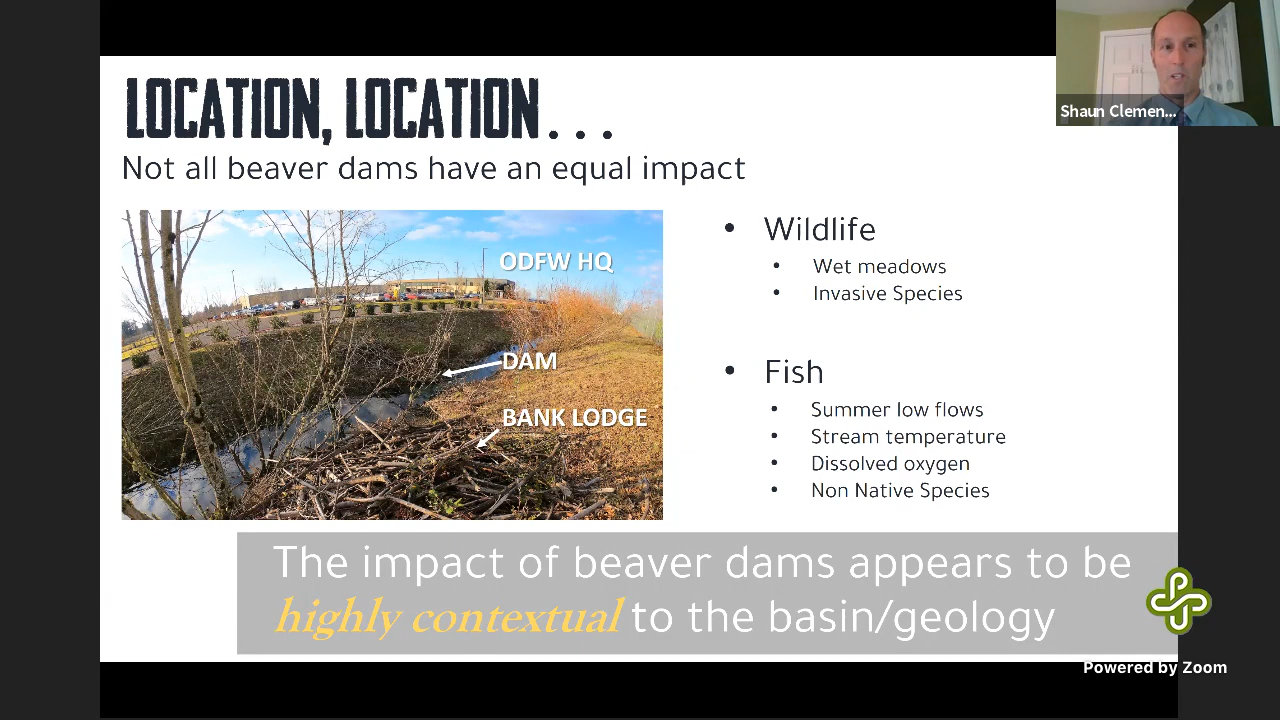 LOCATION, LOCATION . . .
Not all beaver dams have an equal impact
ODFW HQ
DAM
BANK LODGE
• Wildlife
• Wet meadows
• Invasive Species
• Fish
• Summer low flows
• Stream temperature
• Dissolved oxygen
• Non Native Species
The impact of beaver dams appears to be
highly contextual to the basin/geology
Shaun Clemen...
Powered by Zoom